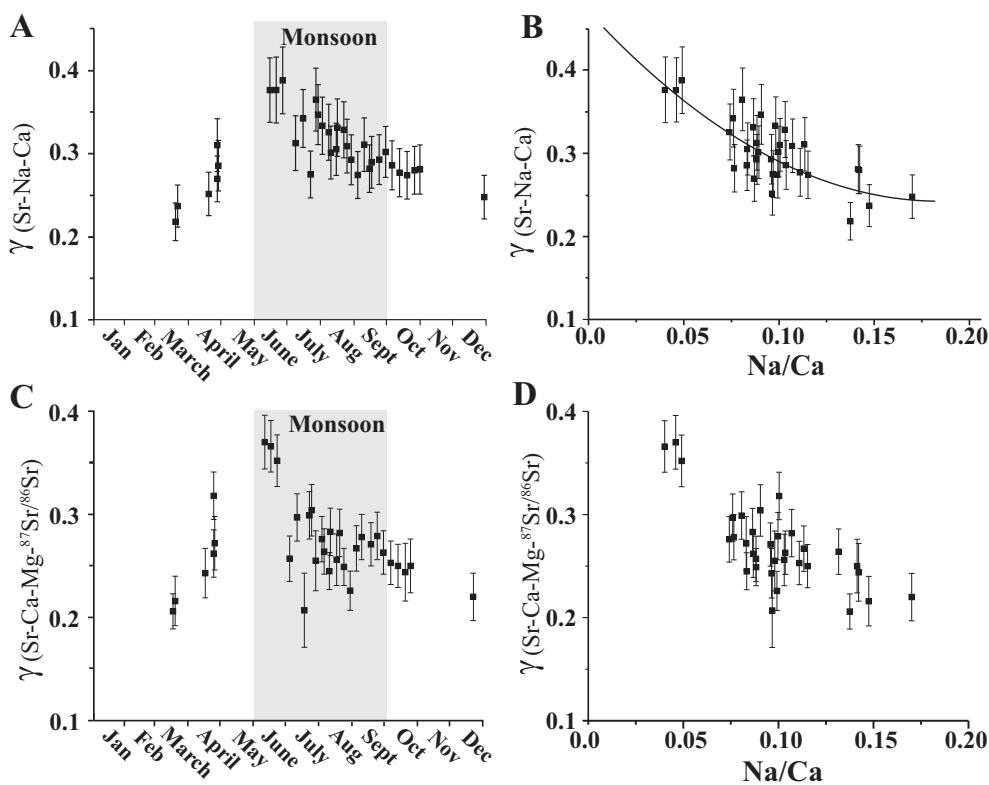 A
Monsoon
γ (Sr-Na-Ca)
0.4
0.3
0.2
0.1
Jan
Feb
March
April
May
June
July
Aug
Sept
Oct
Nov
Dec
B
γ (Sr-Na-Ca)
0.4
0.3
0.2
0.1
0.0
0.05
0.10
0.15
0.20
Na/Ca
C
Monsoon
γ (Sr-Ca-Mg-⁸⁷Sr/⁸⁶Sr)
0.4
0.3
0.2
0.1
Jan
Feb
March
April
May
June
July
Aug
Sept
Oct
Nov
Dec
D
γ (Sr-Ca-Mg-⁸⁷Sr/⁸⁶Sr)
0.4
0.3
0.2
0.1
0.0
0.05
0.10
0.15
0.20
Na/Ca